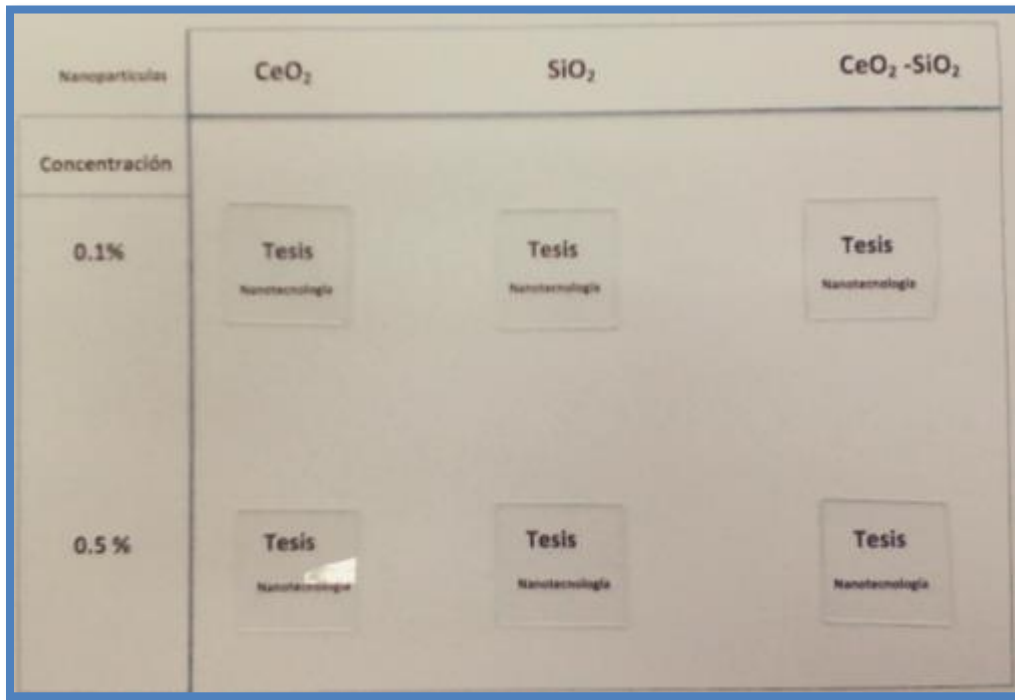 Nanopartículas CeO₂ SiO₂ CeO₂ -SiO₂
Concentración
0.1% Tesis Tesis Tesis
Nanotecnología Nanotecnología Nanotecnología
0.5 % Tesis Tesis Tesis
Nanotecnología Nanotecnología Nanotecnología